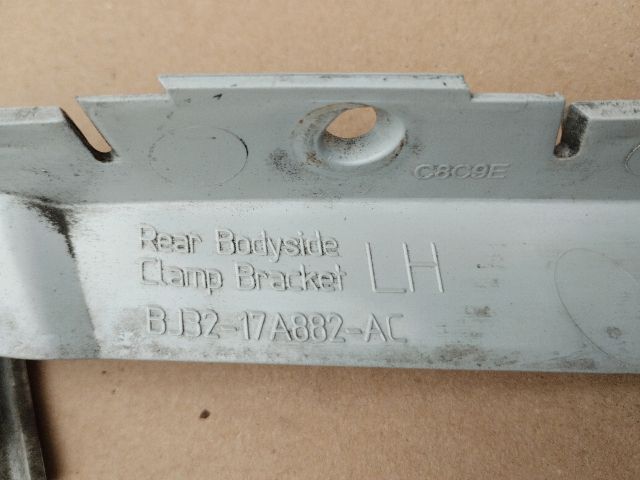 C8C9E
Rear Bodyside
Clamp Bracket LH
BJ32-17A882-AC